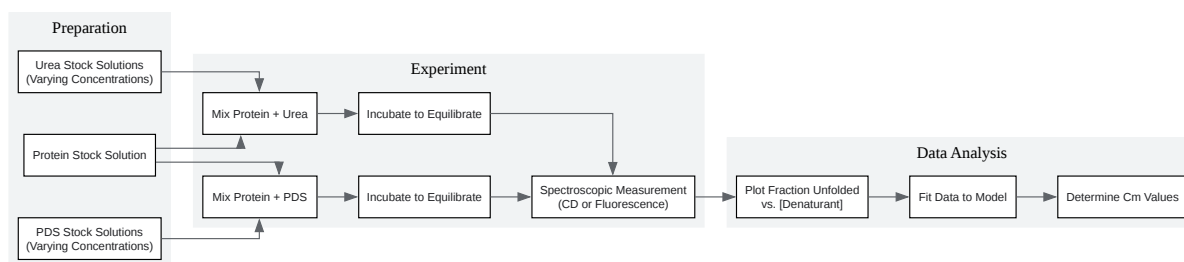 Preparation
Urea Stock Solutions
(Varying Concentrations)
Protein Stock Solution
PDS Stock Solutions
(Varying Concentrations)
Experiment
Mix Protein + Urea
Incubate to Equilibrate
Mix Protein + PDS
Incubate to Equilibrate
Spectroscopic Measurement
(CD or Fluorescence)
Data Analysis
Plot Fraction Unfolded
vs. [Denaturant]
Fit Data to Model
Determine Cm Values